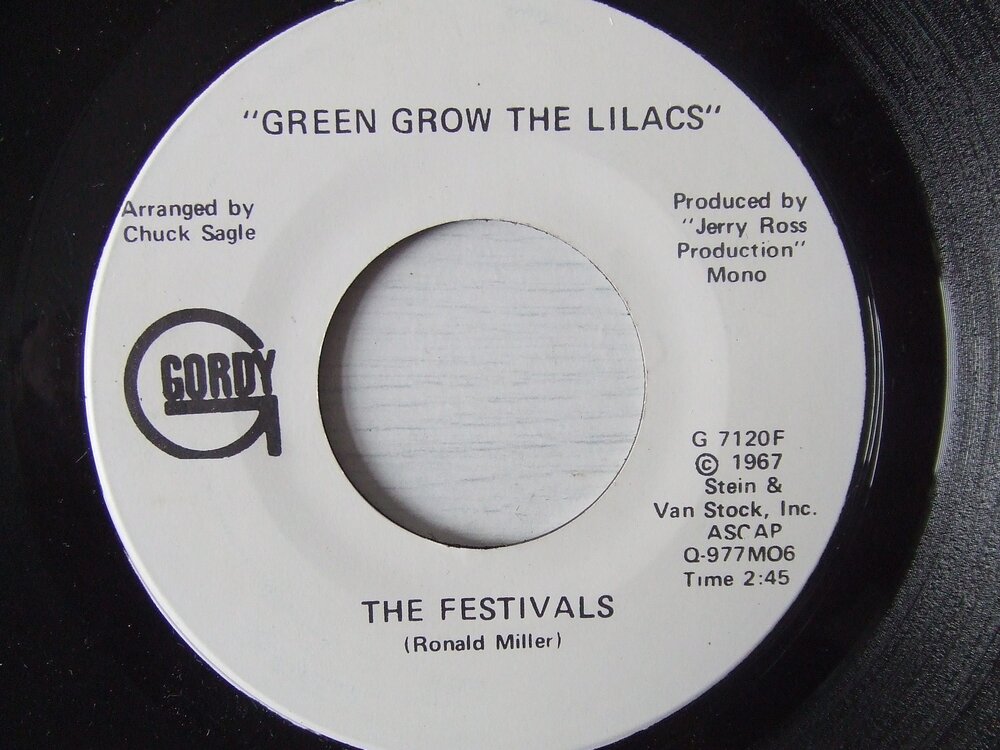 "GREEN GROW THE LILACS"
Arranged by
Chuck Sagle
Produced by
"Jerry Ross
Production"
Mono
GORDY
G 7120F
© 1967
Stein &
Van Stock, Inc.
ASCAP
Q-977MO6
Time 2:45
THE FESTIVALS
(Ronald Miller)